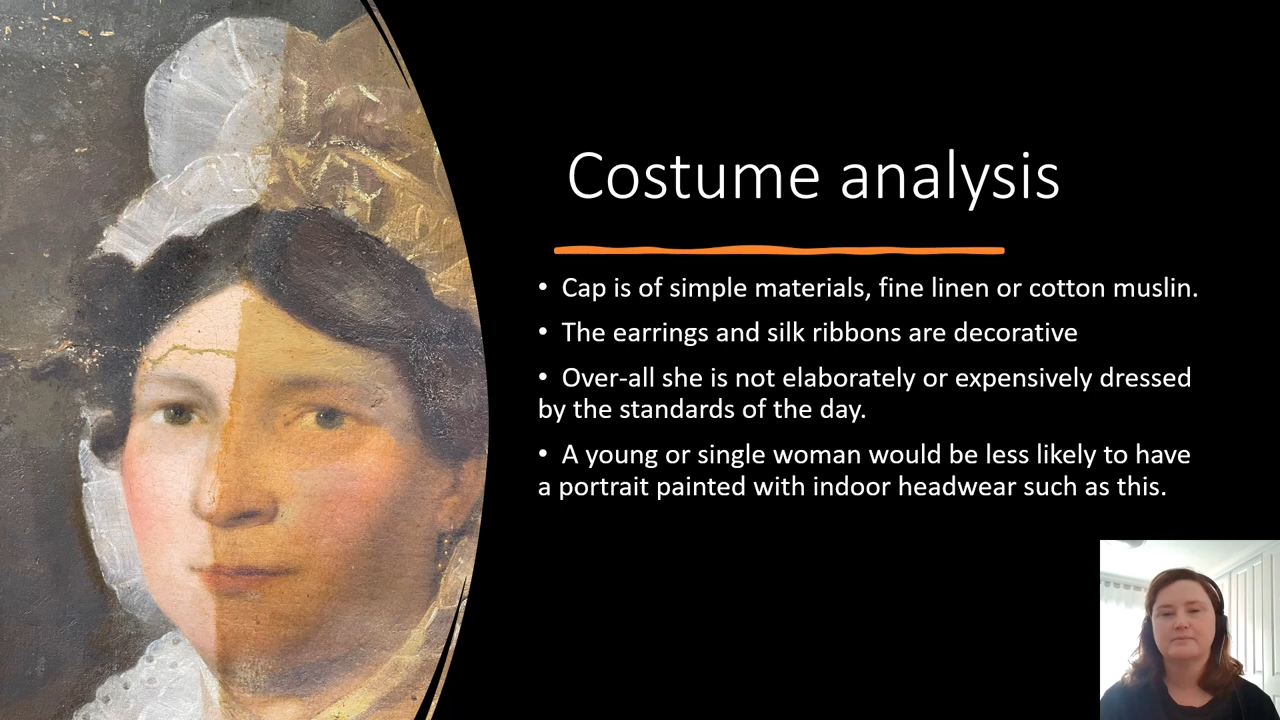 Costume analysis
• Cap is of simple materials, fine linen or cotton muslin.
• The earrings and silk ribbons are decorative
• Over-all she is not elaborately or expensively dressed
by the standards of the day.
• A young or single woman would be less likely to have
a portrait painted with indoor headwear such as this.